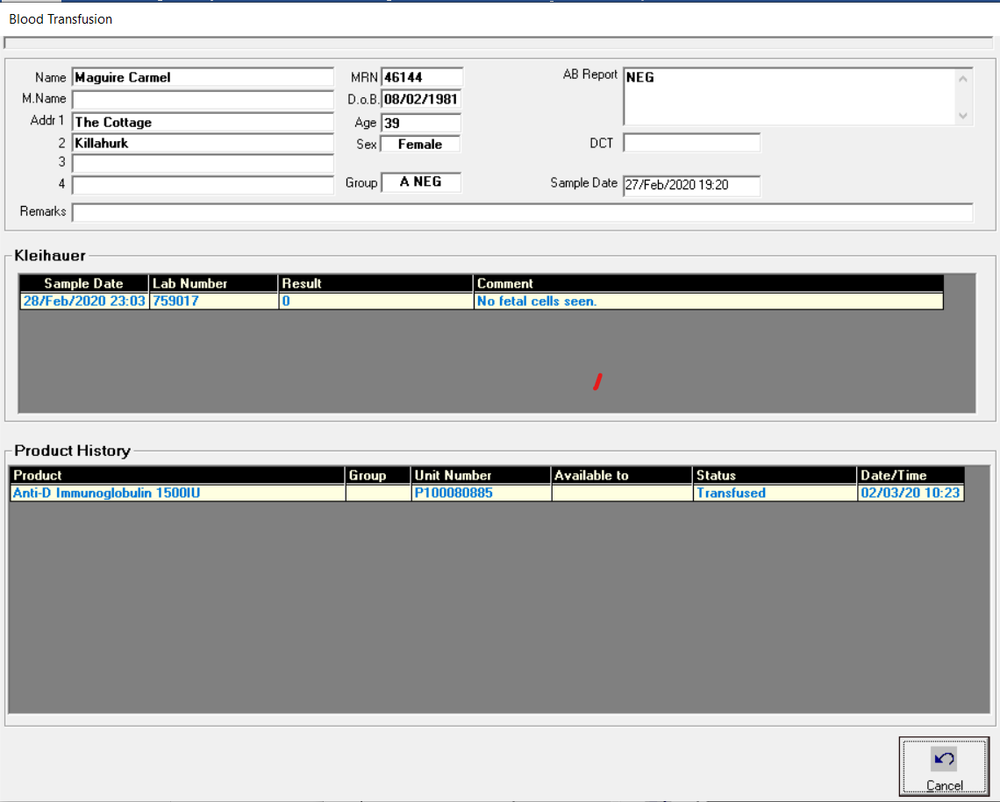 Blood Transfusion
Name Maguire Carmel MRN 46144 AB Report NEG
M.Name D.o.B. 08/02/1981
Addr 1 The Cottage Age 39
2 Killahurk Sex Female DCT
3
4 Group A NEG Sample Date 27/Feb/2020 19:20
Remarks
Kleihauer
Sample Date Lab Number Result Comment
28/Feb/2020 23:03 759017 0 No fetal cells seen.
Product History
Product Group Unit Number Available to Status Date/Time
Anti-D Immunoglobulin 1500IU P100080885 Transfused 02/03/20 10:23
Cancel